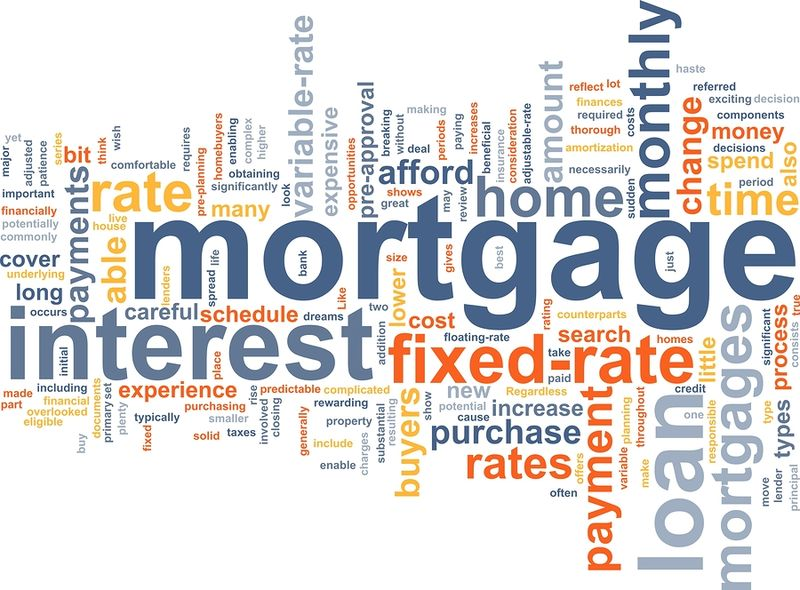 haste
reflect
lot
referred
exciting
decision
finances
required
costs
components
thorough
money
amortization
decisions
spend
also
necessarily
period
time
monthly
change
sudden
amount
making
paying
increases
consideration
adjustable-rate
insurance
beneficial
periods
deal
without
breaking
pre-approval
opportunities
expensive
variable-rate
higher
complex
enabling
homebuyers
requires
pre-planning
wish
think
bit
series
patience
adjusted
yet
major
comfortable
obtaining
significantly
look
afford
shows
great
may
review
home
important
payments
rate
many
financially
potentially
commonly
live
house
able
mortgage
bank
size
gives
best
just
cover
underlying
long
occurs
lenders
spread
life
careful
schedule
dreams
Like
two
addition
lower
cost
floating-rate
rating
counterparts
search
homes
take
paid
interest
initial
place
fixed-rate
little
mortgages
significant
process
consists
true
made
part
including
financial
overlooked
eligible
documents
primary
set
buy
plenty
experience
purchasing
smaller
typically
fixed
solid
taxes
rise
involved
closing
predictable
complicated
rewarding
generally
property
include
enable
charges
substantial
resulting
buyers
show
new
potential
cause
Regardless
increase
purchase
rates
offers
often
payment
variable
planning
throughout
make
credit
one
loan
responsible
type
types
move
lender
principal